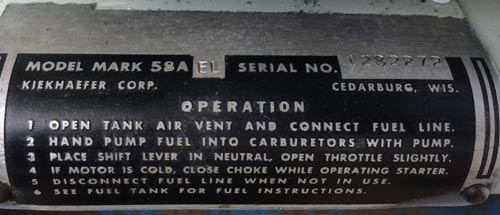 MODEL MARK 58A EL SERIAL NO. 1282272
KIEKHAEFER CORP. CEDARBURG, WIS.
OPERATION
1 OPEN TANK AIR VENT AND CONNECT FUEL LINE.
2 HAND PUMP FUEL INTO CARBURETORS WITH PUMP.
3 PLACE SHIFT LEVER IN NEUTRAL, OPEN THROTTLE SLIGHTLY.
4 IF MOTOR IS COLD, CLOSE CHOKE WHILE OPERATING STARTER.
5 DISCONNECT FUEL LINE WHEN NOT IN USE.
6 SEE FUEL TANK FOR FUEL INSTRUCTIONS.